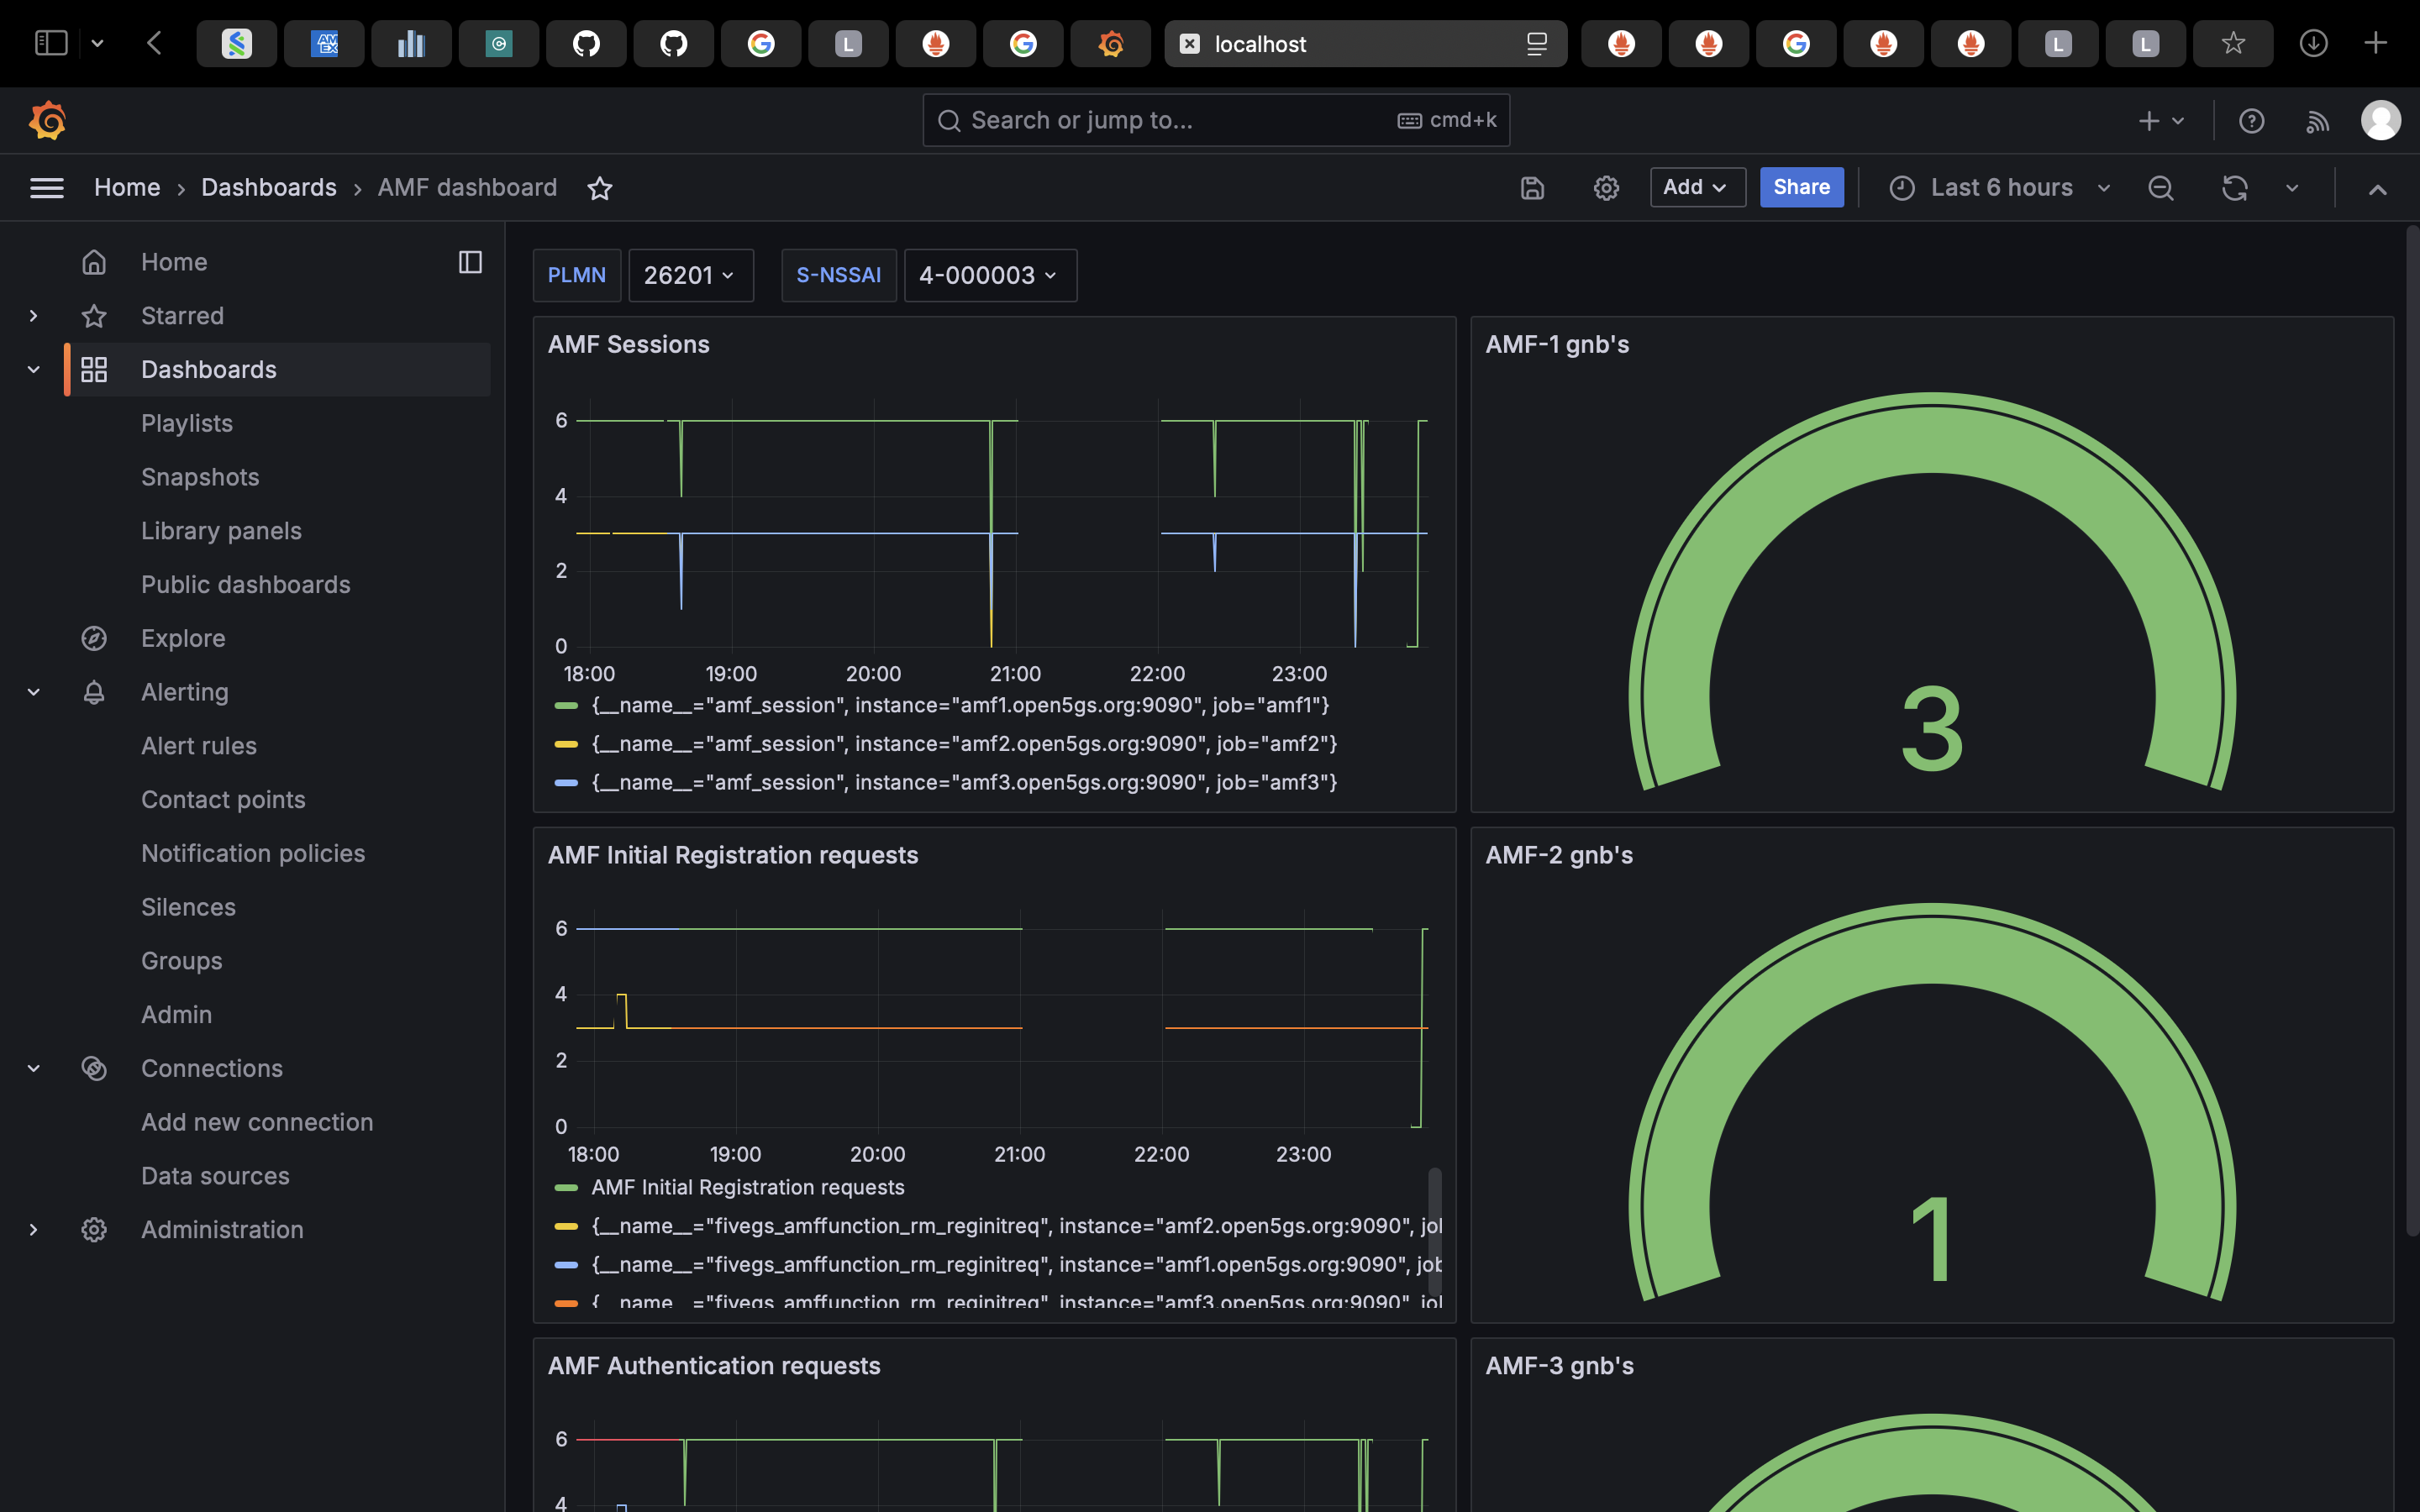 localhost
L
L
L
Search or jump to...
cmd+k
Home › Dashboards › AMF dashboard
Add
Share
Last 6 hours
Home
Starred
Dashboards
Playlists
Snapshots
Library panels
Public dashboards
Explore
Alerting
Alert rules
Contact points
Notification policies
Silences
Groups
Admin
Connections
Add new connection
Data sources
Administration
PLMN
26201
S-NSSAI
4-000003
AMF Sessions
6
4
2
0
18:00 19:00 20:00 21:00 22:00 23:00
{__name__="amf_session", instance="amf1.open5gs.org:9090", job="amf1"}
{__name__="amf_session", instance="amf2.open5gs.org:9090", job="amf2"}
{__name__="amf_session", instance="amf3.open5gs.org:9090", job="amf3"}
AMF-1 gnb's
3
AMF Initial Registration requests
6
4
2
0
18:00 19:00 20:00 21:00 22:00 23:00
AMF Initial Registration requests
{__name__="fivegs_amffunction_rm_reginitreq", instance="amf2.open5gs.org:9090",
{__name__="fivegs_amffunction_rm_reginitreq", instance="amf1.open5gs.org:9090",
{__name__="fivegs_amffunction_rm_reginitreq", instance="amf3.open5gs.org:9090"
AMF-2 gnb's
1
AMF Authentication requests
6
4
AMF-3 gnb's